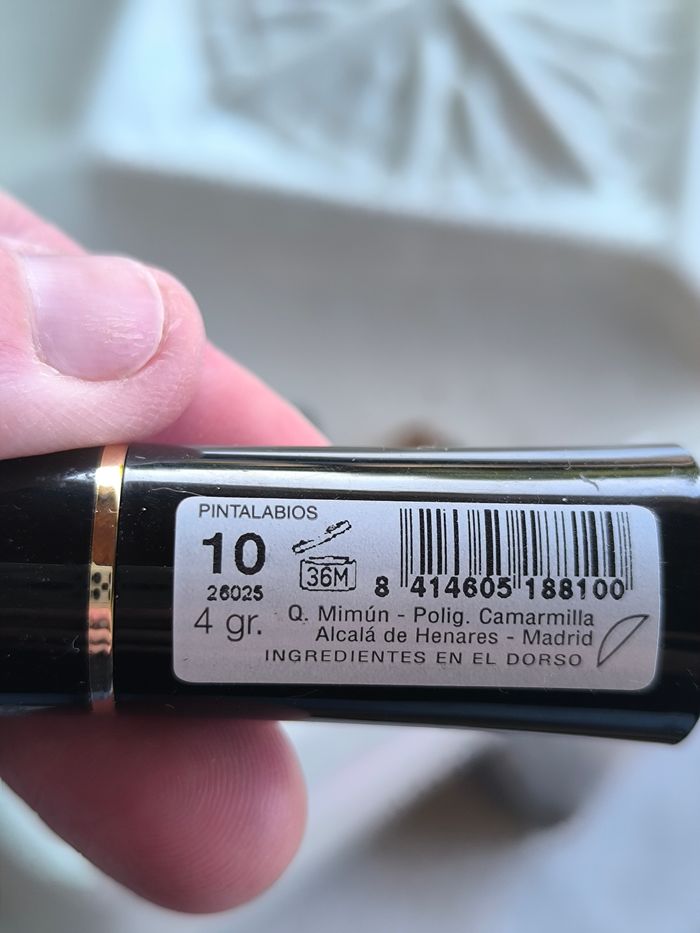 PINTALABIOS
10
26025
4 gr.
36M
8 414605 188100
Q. Mimún - Polig. Camarmilla
Alcalá de Henares - Madrid
INGREDIENTES EN EL DORSO